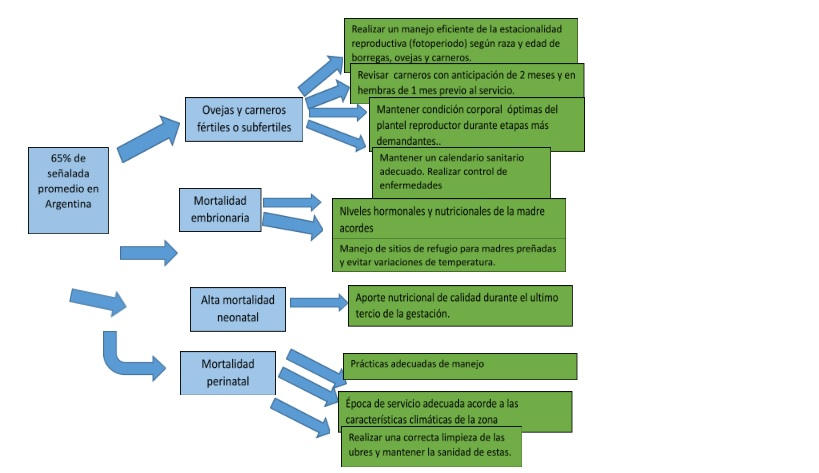 65% de
señalada
promedio en
Argentina
Ovejas y carneros
fértiles o subfertiles
Realizar un manejo eficiente de la estacionalidad
reproductiva (fotoperiodo) según raza y edad de
borregas, ovejas y carneros.
Revisar carneros con anticipación de 2 meses y en
hembras de 1 mes previo al servicio.
Mantener condición corporal óptimas del
plantel reproductor durante etapas más
demandantes..
Mantener un calendario sanitario
adecuado. Realizar control de
enfermedades
Mortalidad
embrionaria
NIveles hormonales y nutricionales de la madre
acordes
Manejo de sitios de refugio para madres preñadas
y evitar variaciones de temperatura.
Alta mortalidad
neonatal
Aporte nutricional de calidad durante el ultimo
tercio de la gestación.
Mortalidad
perinatal
Prácticas adecuadas de manejo
Época de servicio adecuada acorde a las
características climáticas de la zona
Realizar una correcta limpieza de las
ubres y mantener la sanidad de estas.